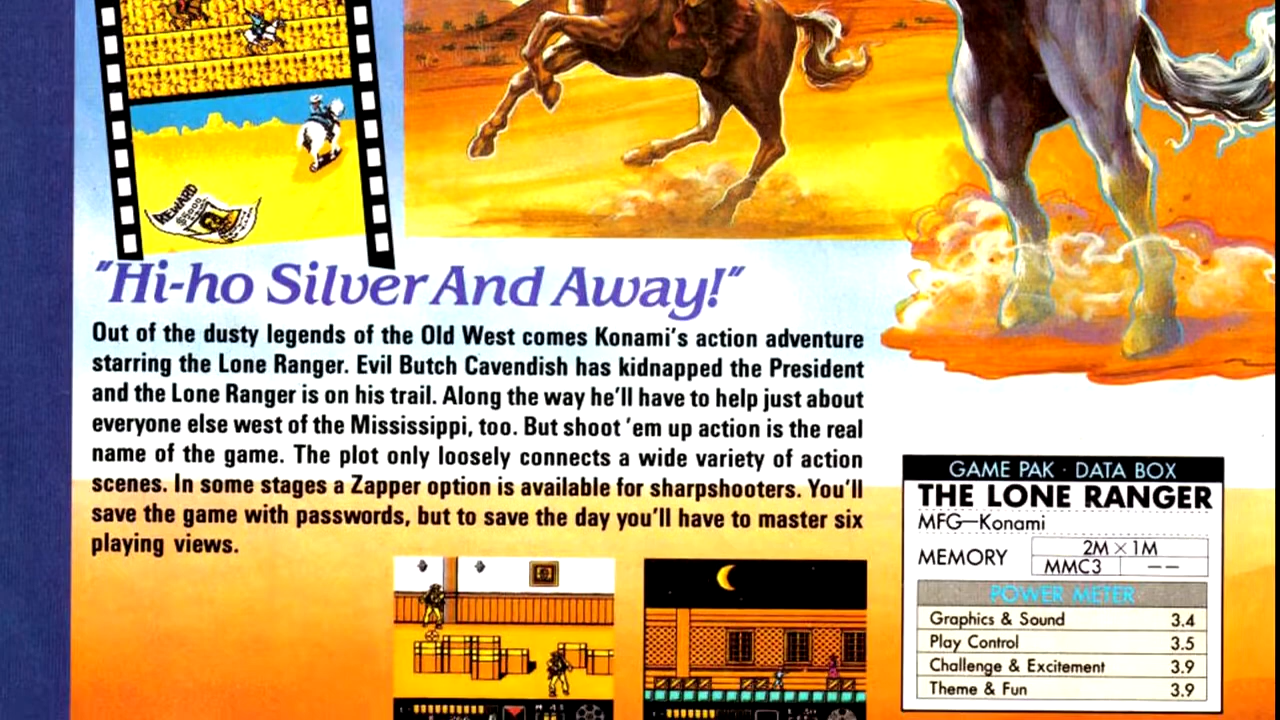 REWARD
$5000
"Hi-ho Silver And Away!"
Out of the dusty legends of the Old West comes Konami's action adventure
starring the Lone Ranger. Evil Butch Cavendish has kidnapped the President
and the Lone Ranger is on his trail. Along the way he'll have to help just about
everyone else west of the Mississippi, too. But shoot 'em up action is the real
name of the game. The plot only loosely connects a wide variety of action
scenes. In some stages a Zapper option is available for sharpshooters. You'll
save the game with passwords, but to save the day you'll have to master six
playing views.
GAME PAK · DATA BOX
THE LONE RANGER
MFG—Konami
MEMORY 2M × 1M
MMC3 — —
POWER METER
Graphics & Sound 3.4
Play Control 3.5
Challenge & Excitement 3.9
Theme & Fun 3.9